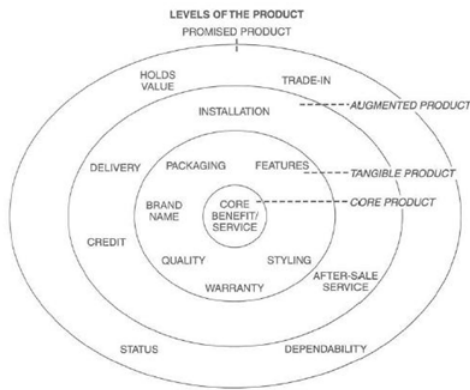 LEVELS OF THE PRODUCT
PROMISED PRODUCT
HOLDS
VALUE
TRADE-IN
INSTALLATION
AUGMENTED PRODUCT
DELIVERY
PACKAGING
FEATURES
TANGIBLE PRODUCT
BRAND
NAME
CORE
BENEFIT/
SERVICE
CORE PRODUCT
CREDIT
QUALITY
STYLING
WARRANTY
AFTER-SALE
SERVICE
STATUS
DEPENDABILITY